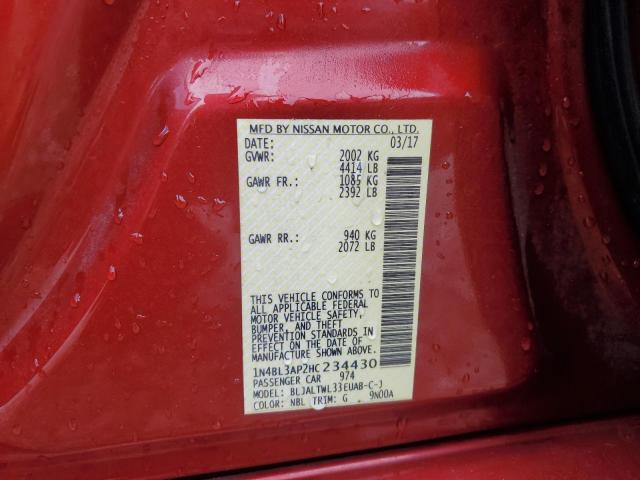 MFD BY NISSAN MOTOR CO., LTD.
DATE: 03/17
GVWR: 2002 KG
4414 LB
GAWR FR.: 1085 KG
2392 LB
GAWR RR.: 940 KG
2072 LB
THIS VEHICLE CONFORMS TO
ALL APPLICABLE FEDERAL
MOTOR VEHICLE SAFETY,
BUMPER, AND THEFT
PREVENTION STANDARDS IN
EFFECT ON THE DATE OF
MANUFACTURE SHOWN ABOVE.
1N4BL3AP2HC234430
PASSENGER CAR 974
MODEL: BLJALTWL33EUAB-C-J
COLOR: NBL TRIM: G 9N00A